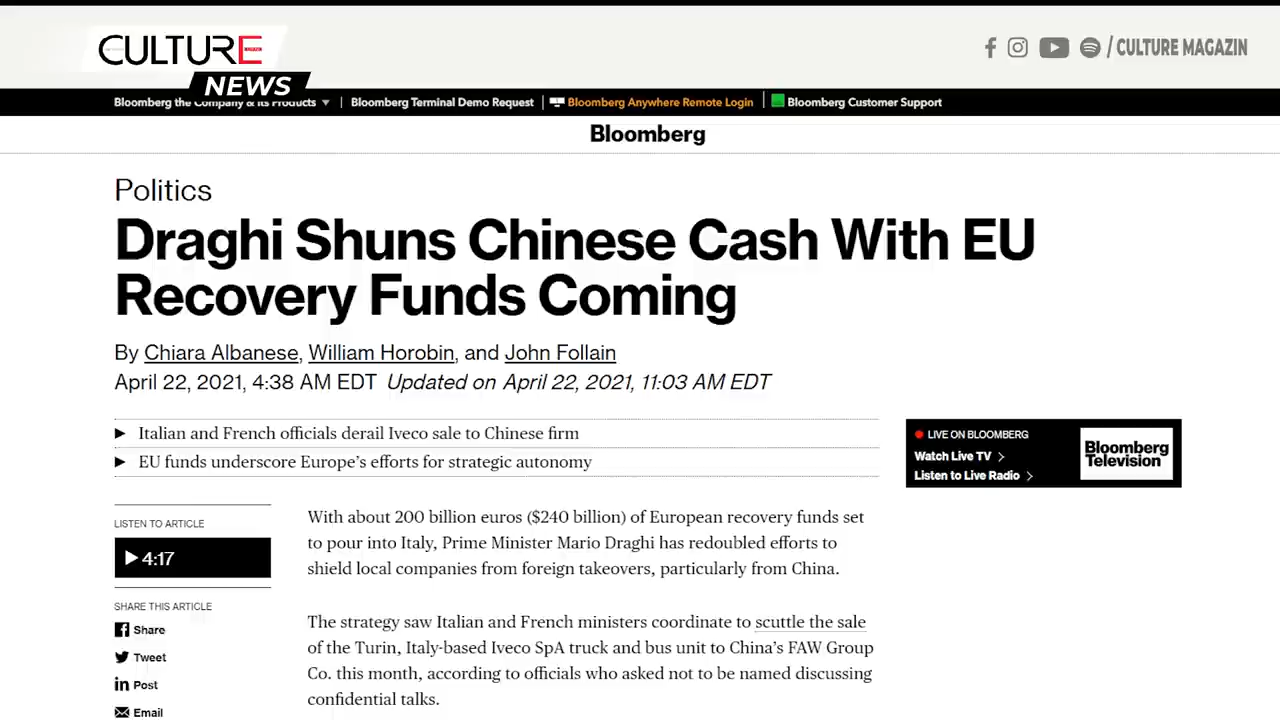 CULTURE
NEWS
/ CULTURE MAGAZIN
Bloomberg the Company & Its Products ▼ | Bloomberg Terminal Demo Request | Bloomberg Anywhere Remote Login | Bloomberg Customer Support
Bloomberg
Politics
Draghi Shuns Chinese Cash With EU
Recovery Funds Coming
By Chiara Albanese, William Horobin, and John Follain
April 22, 2021, 4:38 AM EDT Updated on April 22, 2021, 11:03 AM EDT
► Italian and French officials derail Iveco sale to Chinese firm
► EU funds underscore Europe's efforts for strategic autonomy
LIVE ON BLOOMBERG
Watch Live TV >
Listen to Live Radio >
Bloomberg
Television
LISTEN TO ARTICLE
► 4:17
SHARE THIS ARTICLE
Share
Tweet
Post
Email
With about 200 billion euros ($240 billion) of European recovery funds set
to pour into Italy, Prime Minister Mario Draghi has redoubled efforts to
shield local companies from foreign takeovers, particularly from China.
The strategy saw Italian and French ministers coordinate to scuttle the sale
of the Turin, Italy-based Iveco SpA truck and bus unit to China's FAW Group
Co. this month, according to officials who asked not to be named discussing
confidential talks.